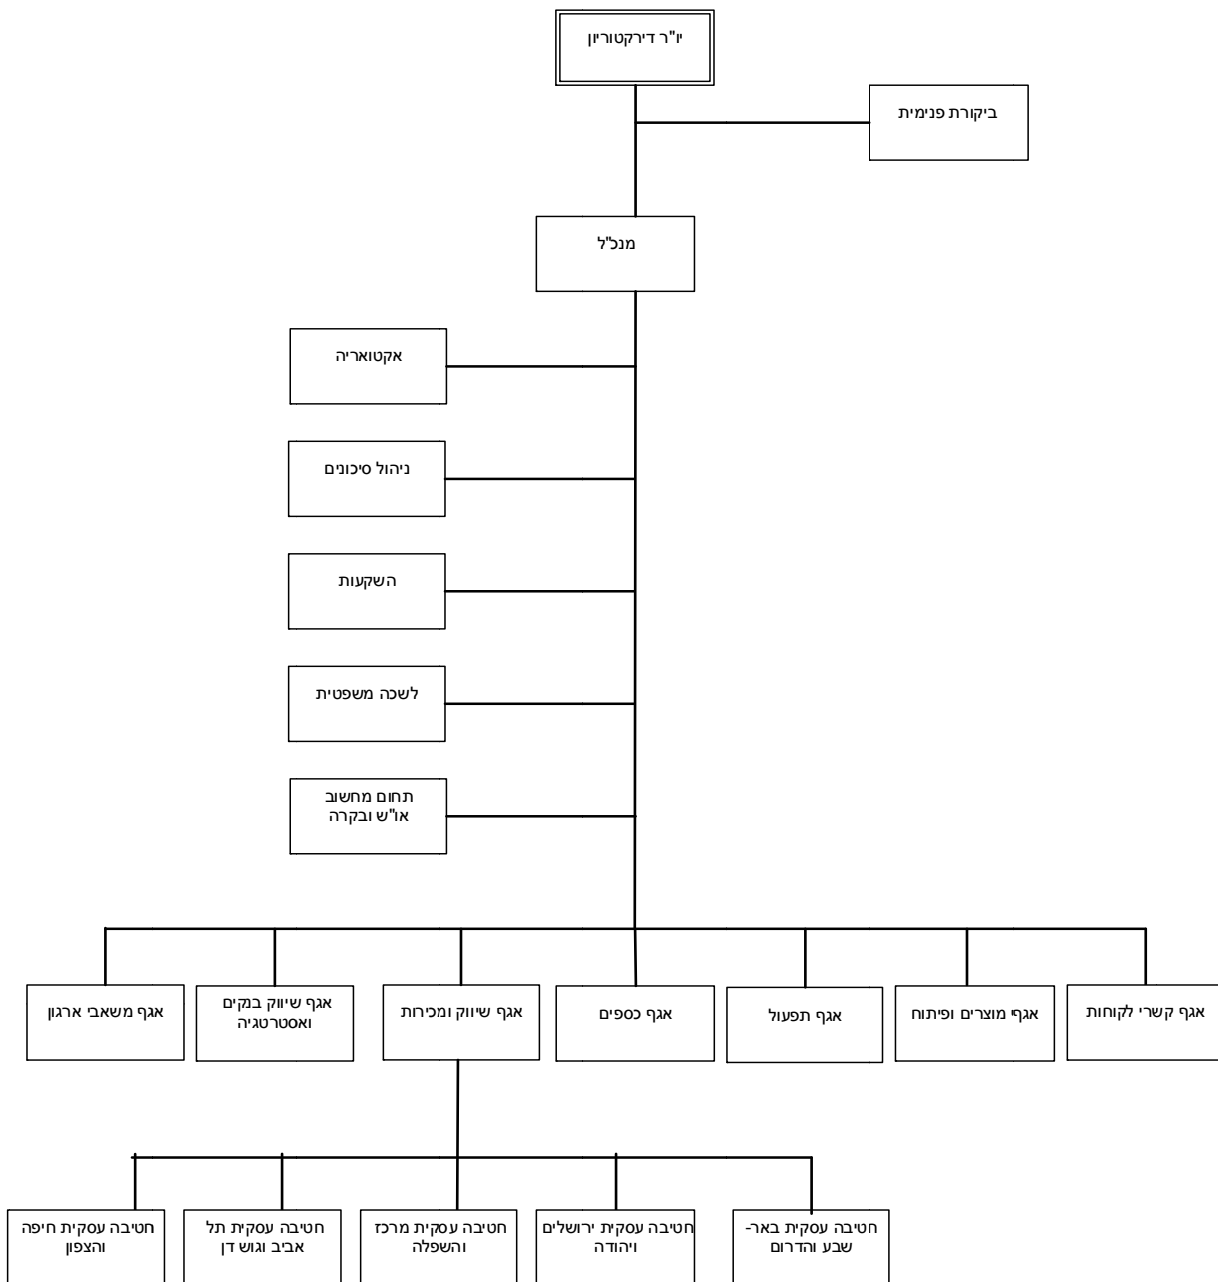 יו"ר דירקטוריון
ביקורת פנימית
מנכ"ל
אקטואריה
ניהול סיכונים
השקעות
לשכה משפטית
תחום מחשוב
או"ש ובקרה
אגף קשרי לקוחות
אגפי מוצרים ופיתוח
אגף תפעול
אגף כספים
אגף שיווק ומכירות
אגף שיווק בנקים
ואסטרטגיה
אגף משאבי ארגון
חטיבה עסקית באר-
שבע והדרום
חטיבה עסקית ירושלים
ויהודה
חטיבה עסקית מרכז
והשפלה
חטיבה עסקית תל
אביב וגוש דן
חטיבה עסקית חיפה
והצפון